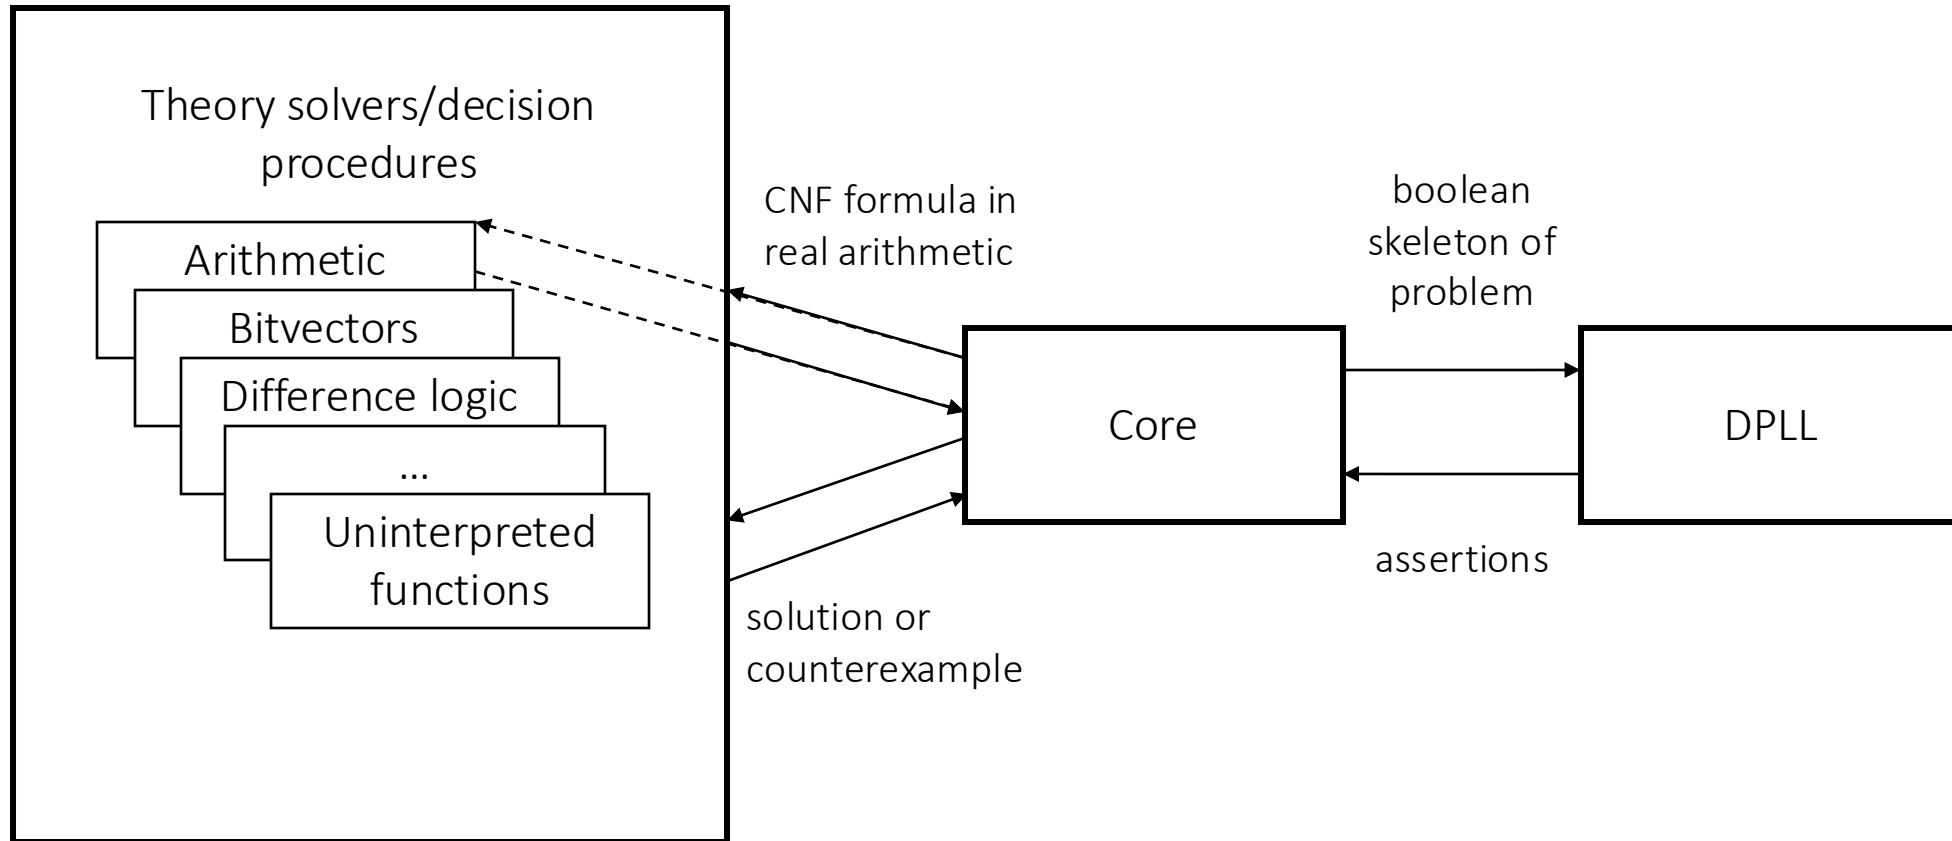 Theory solvers/decision
procedures
Arithmetic
Bitvectors
Difference logic
...
Uninterpreted
functions
CNF formula in
real arithmetic
solution or
counterexample
Core
boolean
skeleton of
problem
assertions
DPLL